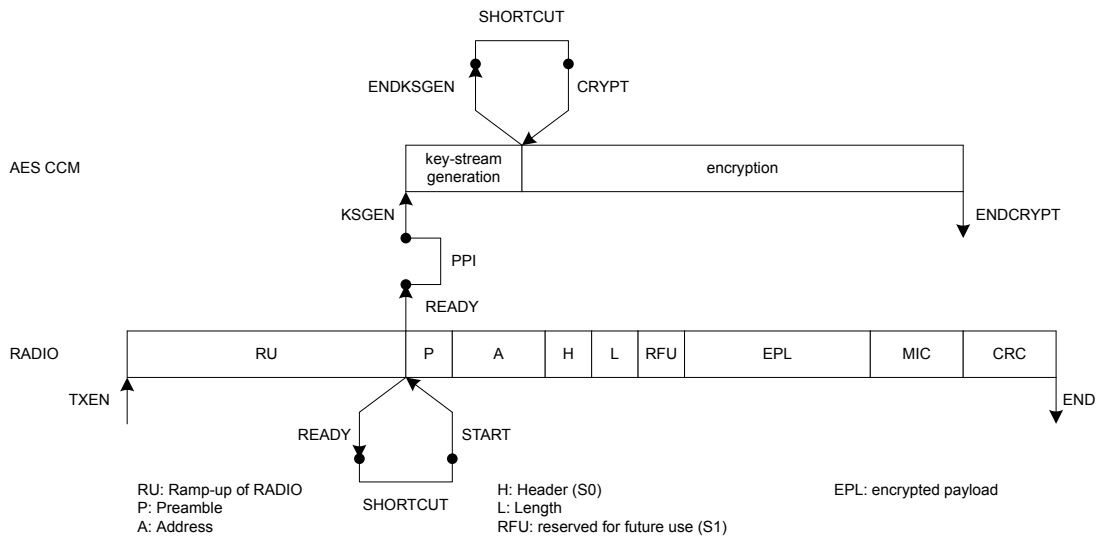 SHORTCUT
ENDKSGEN
CRYPT
AES CCM
key-stream
generation
encryption
KSGEN
ENDCRYPT
PPI
READY
RADIO
RU
P
A
H
L
RFU
EPL
MIC
CRC
TXEN
END
READY
START
SHORTCUT
RU: Ramp-up of RADIO
P: Preamble
A: Address
H: Header (S0)
L: Length
RFU: reserved for future use (S1)
EPL: encrypted payload